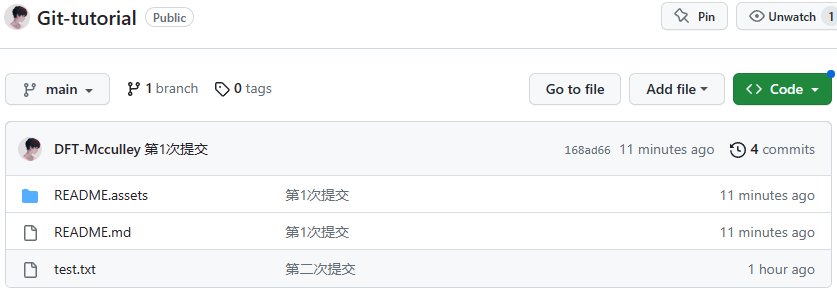 Git-tutorial Public Pin Unwatch 1
main 1 branch 0 tags Go to file Add file Code
DFT-Mcculley 第1次提交 168ad66 11 minutes ago 4 commits
README.assets 第1次提交 11 minutes ago
README.md 第1次提交 11 minutes ago
test.txt 第二次提交 1 hour ago